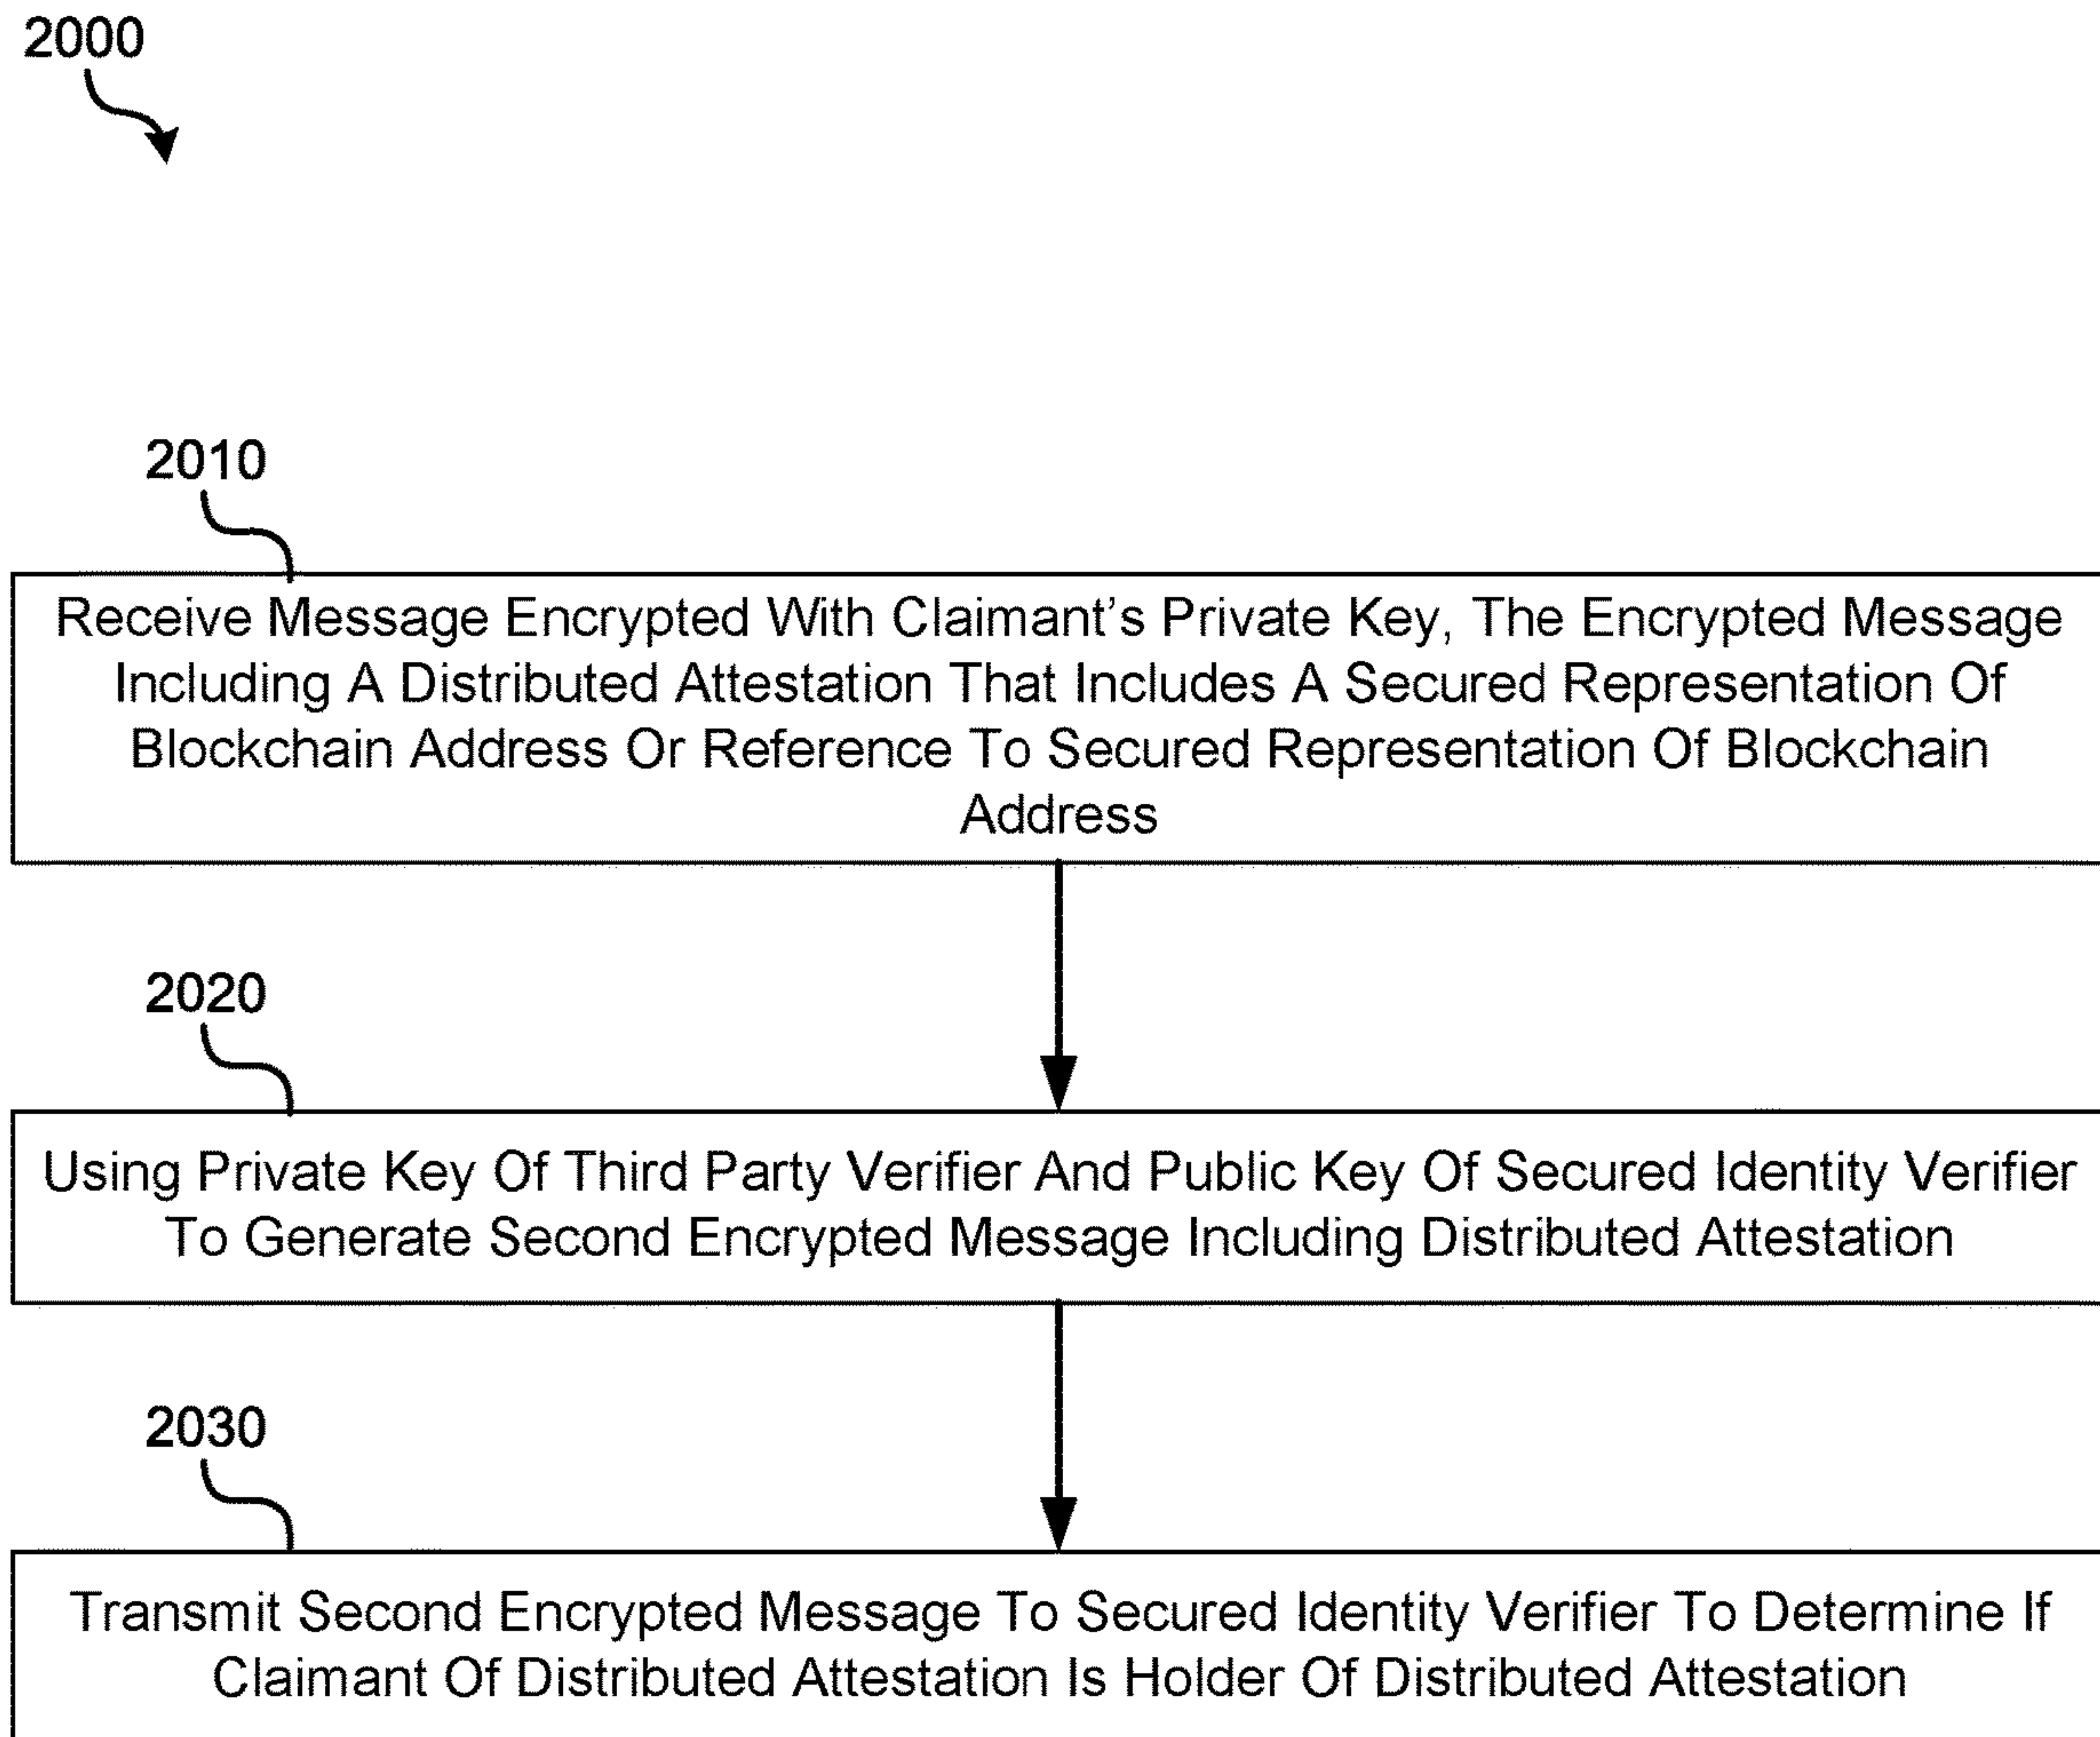 2000
2010
Receive Message Encrypted With Claimant's Private Key, The Encrypted Message
Including A Distributed Attestation That Includes A Secured Representation Of
Blockchain Address Or Reference To Secured Representation Of Blockchain
Address
2020
Using Private Key Of Third Party Verifier And Public Key Of Secured Identity Verifier
To Generate Second Encrypted Message Including Distributed Attestation
2030
Transmit Second Encrypted Message To Secured Identity Verifier To Determine If
Claimant Of Distributed Attestation Is Holder Of Distributed Attestation